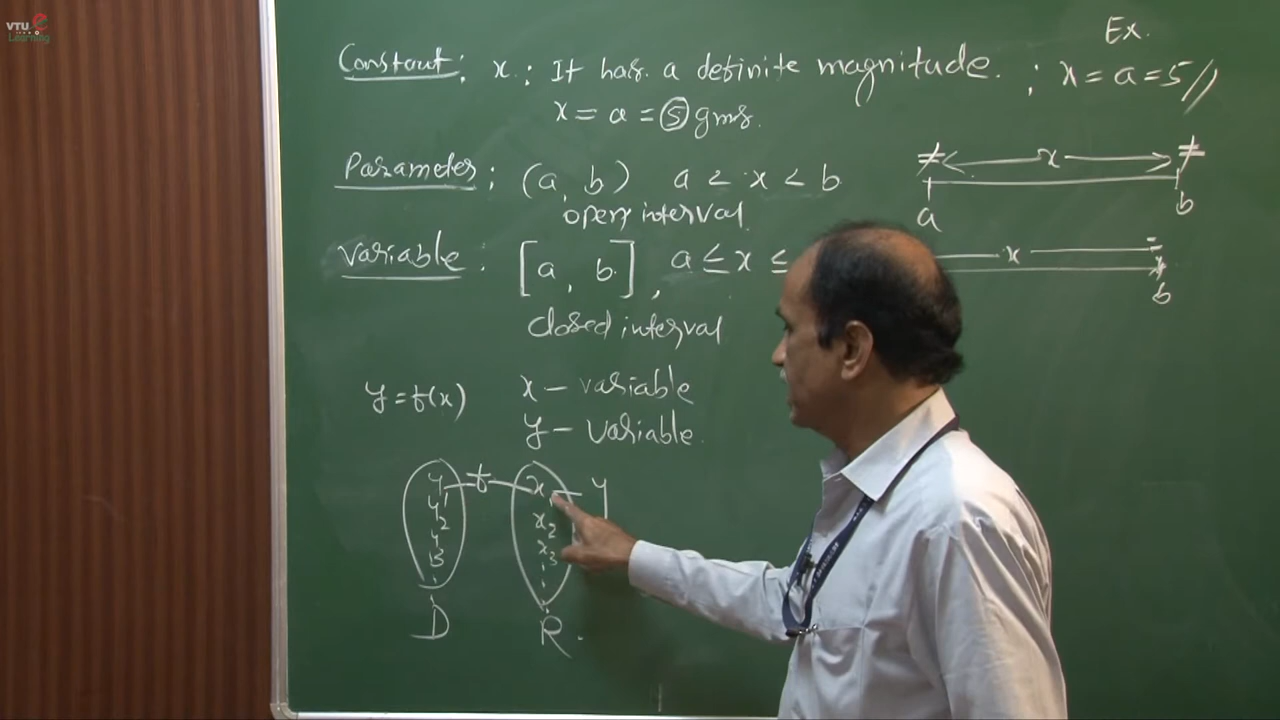 VTU e
Learning
Ex.
Constant: x.; It has a definite magnitude. ; x = a = 5 //
x = a = 5 gms.
Parameter ; (a, b) a < x < b
open interval
x
a b
Variable : [a, b] , a ≤ x ≤
x
b
closed interval
y = f(x) x – variable
y – variable.
y1 f x1 y
y2 x2
y3 x3
D R.